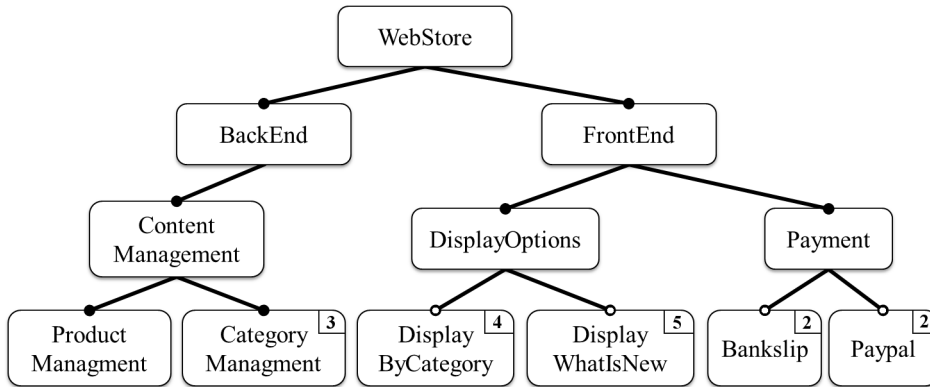 WebStore
BackEnd
FrontEnd
Content
Management
DisplayOptions
Payment
Product
Managment
Category
Managment
3
Display
ByCategory
4
Display
WhatIsNew
5
Bankslip
2
Paypal
2